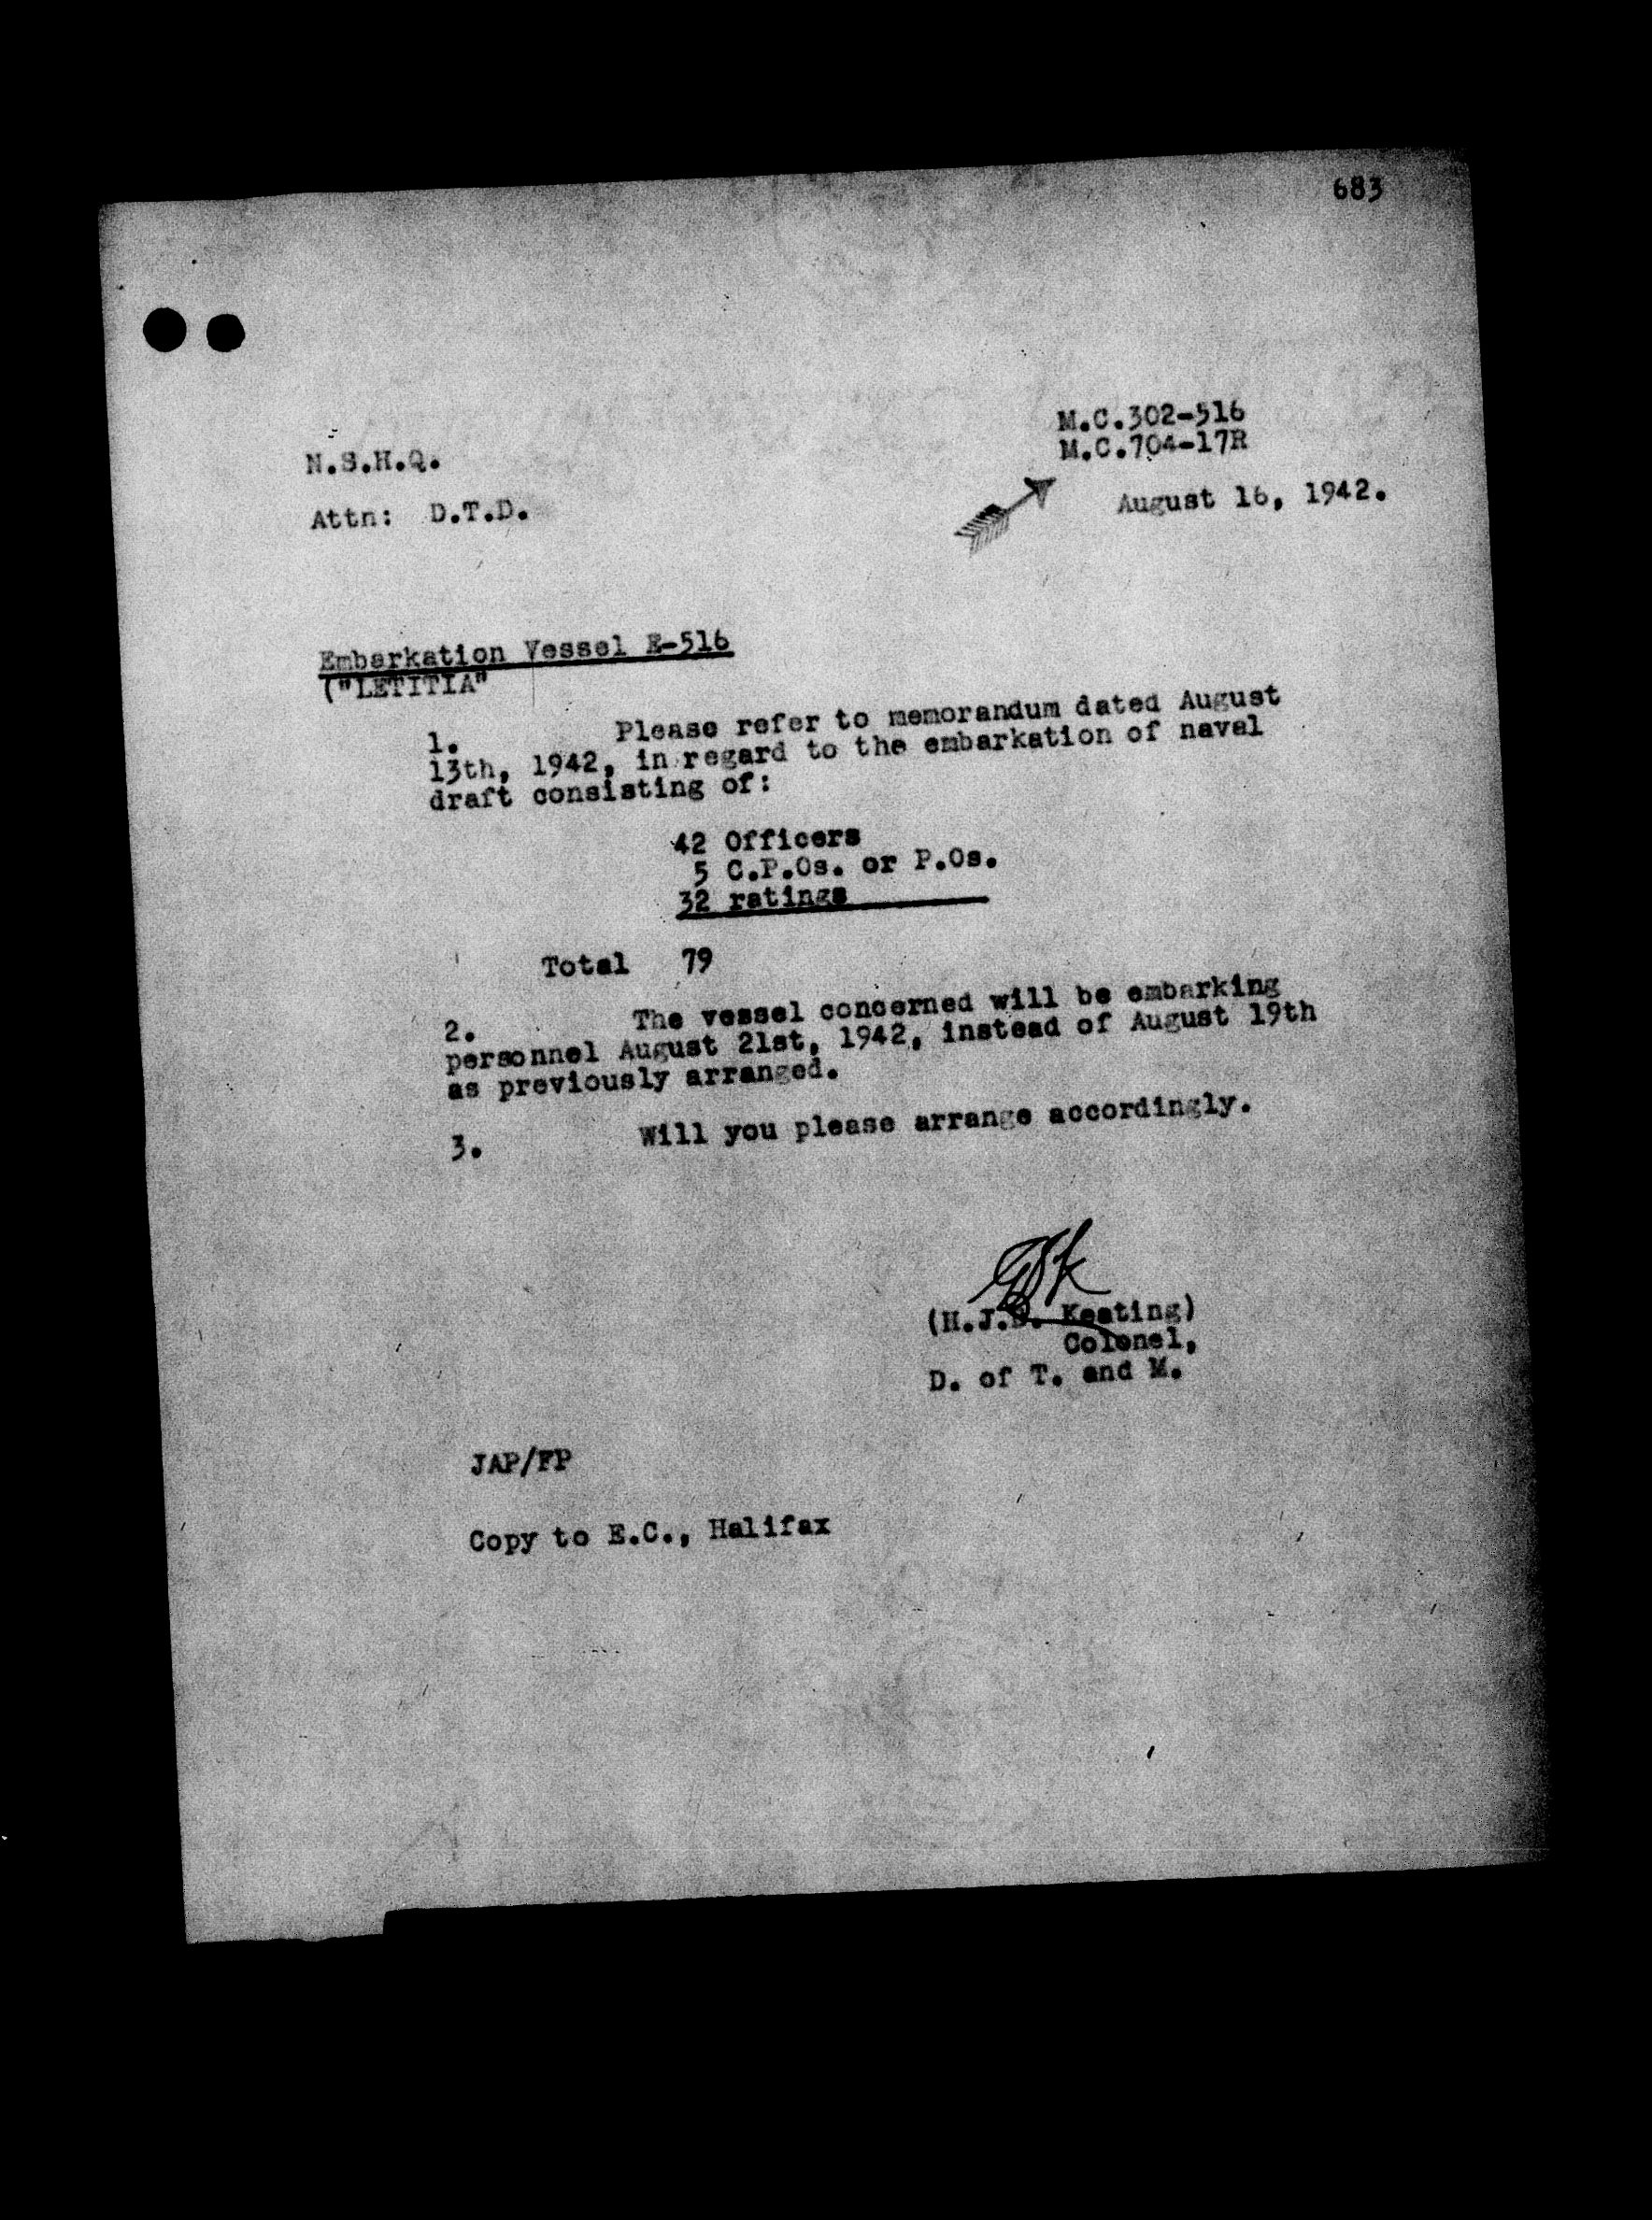 683
M.C.302-516
M.C.704-17R
N.S.H.Q.
August 16, 1942.
Attn: D.T.D.
Embarkation Vessel E-516
("LETITIA"
1. Please refer to memorandum dated August
13th, 1942, in regard to the embarkation of naval
draft consisting of:
42 Officers
5 C.P.Os. or P.Os.
32 ratings
Total 79
2. The vessel concerned will be embarking
personnel August 21st, 1942, instead of August 19th
as previously arranged.
3. Will you please arrange accordingly.
(H.J.B. Keating)
Colonel,
D. of T. and M.
JAP/FP
Copy to E.C., Halifax